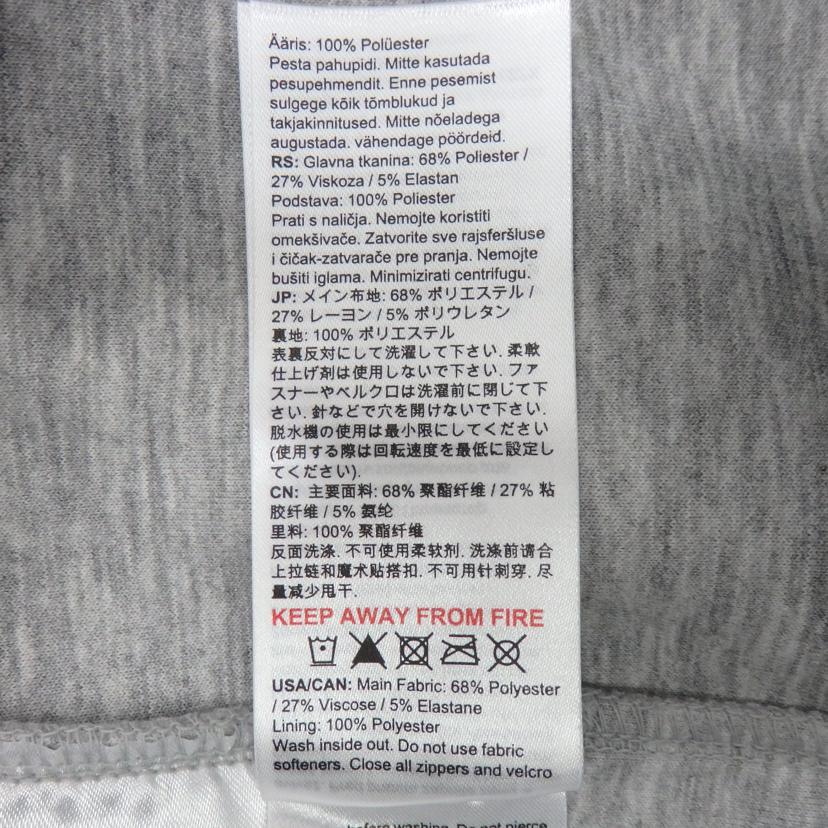 Ääris: 100% Polüester
Pesta pahupidi. Mitte kasutada
pesupehmendit. Enne pesemist
sulgege kõik tõmblukud ja
takjakinnitused. Mitte nõeladega
augustada. vähendage pöördeid.
RS: Glavna tkanina: 68% Poliester /
27% Viskoza / 5% Elastan
Podstava: 100% Poliester
Prati s naličja. Nemojte koristiti
omekšivače. Zatvorite sve rajsferšluse
i čičak-zatvarače pre pranja. Nemojte
bušiti iglama. Minimizirati centrifugu.
JP: メイン布地: 68% ポリエステル /
27% レーヨン / 5% ポリウレタン
裏地: 100% ポリエステル
表裏反対にして洗濯して下さい. 柔軟
仕上げ剤は使用しないで下さい. ファ
スナーやベルクロは洗濯前に閉じて下
さい. 針などで穴を開けないで下さい.
脱水機の使用は最小限にしてください
(使用する際は回転速度を最低に設定し
てください).
CN: 主要面料: 68% 聚酯纤维 / 27% 粘
胶纤维 / 5% 氨纶
里料: 100% 聚酯纤维
反面洗涤. 不可使用柔软剂. 洗涤前请合
上拉链和魔术贴搭扣. 不可用针刺穿. 尽
量减少甩干.
KEEP AWAY FROM FIRE
USA/CAN: Main Fabric: 68% Polyester
/ 27% Viscose / 5% Elastane
Lining: 100% Polyester
Wash inside out. Do not use fabric
softeners. Close all zippers and velcro
before washing. Do not pierce